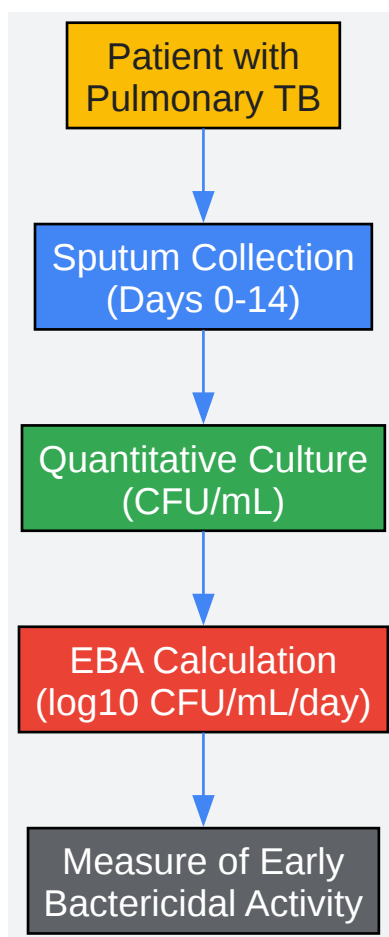 Patient with
Pulmonary TB
Sputum Collection
(Days 0-14)
Quantitative Culture
(CFU/mL)
EBA Calculation
(log10 CFU/mL/day)
Measure of Early
Bactericidal Activity